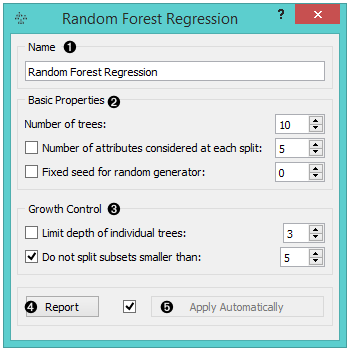 Random Forest Regression ? ×
Name ❶
Random Forest Regression
Basic Properties ❷
Number of trees: 10
Number of attributes considered at each split: 5
Fixed seed for random generator: 0
Growth Control ❸
Limit depth of individual trees: 3
Do not split subsets smaller than: 5
❹ Report ❺ Apply Automatically